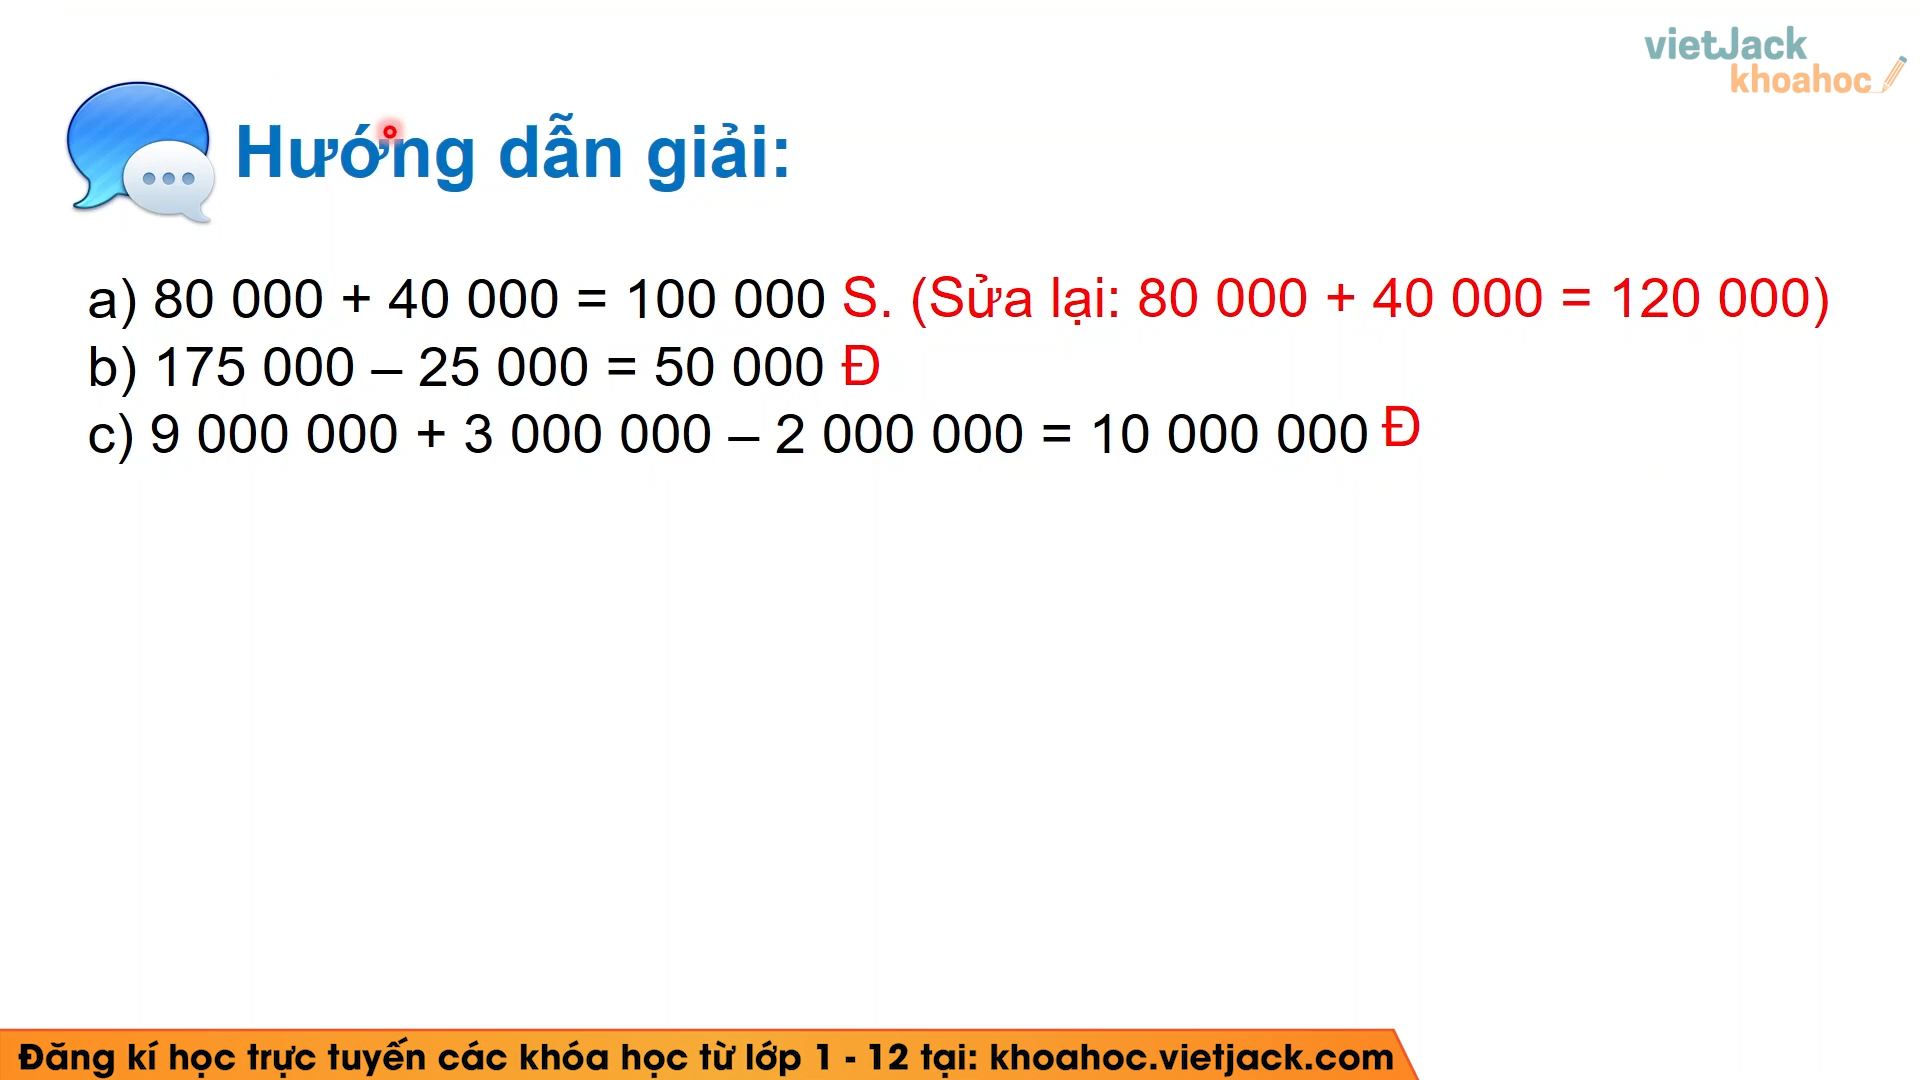 vietJack
khoahoc
Hướng dẫn giải:
a) 80 000 + 40 000 = 100 000 S. (Sửa lại: 80 000 + 40 000 = 120 000)
b) 175 000 – 25 000 = 50 000 Đ
c) 9 000 000 + 3 000 000 – 2 000 000 = 10 000 000 Đ
Đăng kí học trực tuyến các khóa học từ lớp 1 - 12 tại: khoahoc.vietjack.com